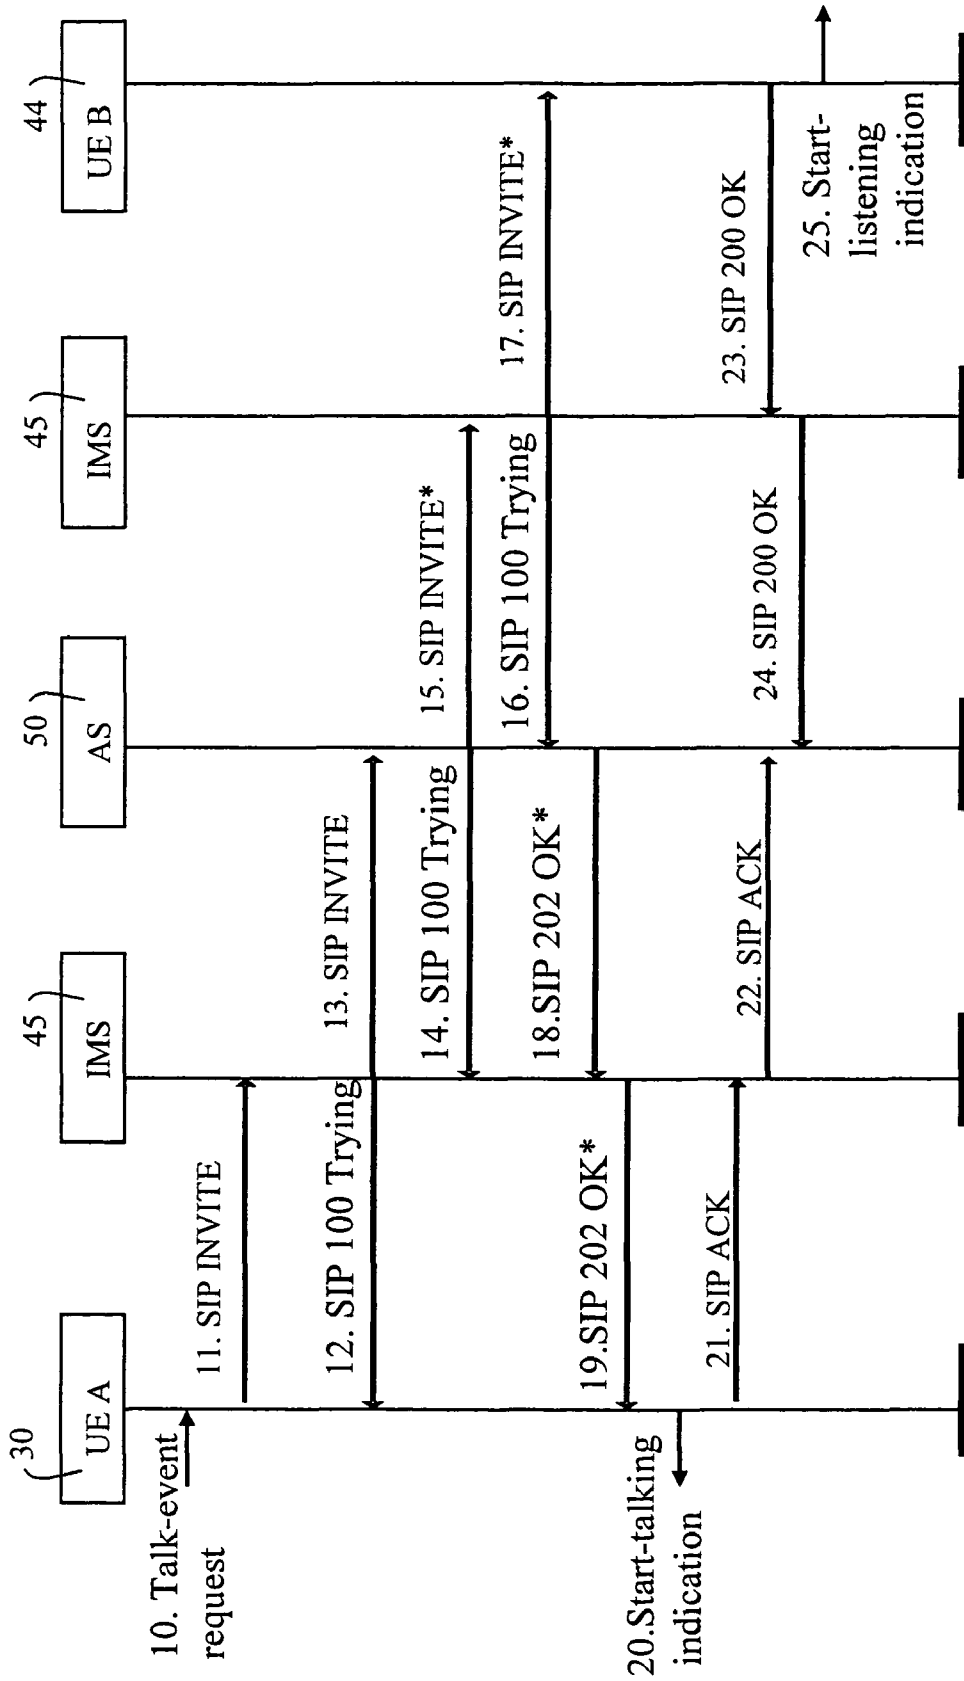 30
UE A
45
IMS
50
AS
45
IMS
44
UE B
10. Talk-event
request
11. SIP INVITE
12. SIP 100 Trying
13. SIP INVITE
14. SIP 100 Trying
15. SIP INVITE*
16. SIP 100 Trying
17. SIP INVITE*
18.SIP 202 OK*
19.SIP 202 OK*
20.Start-talking
indication
21. SIP ACK
22. SIP ACK
23. SIP 200 OK
24. SIP 200 OK
25. Start-
listening
indication